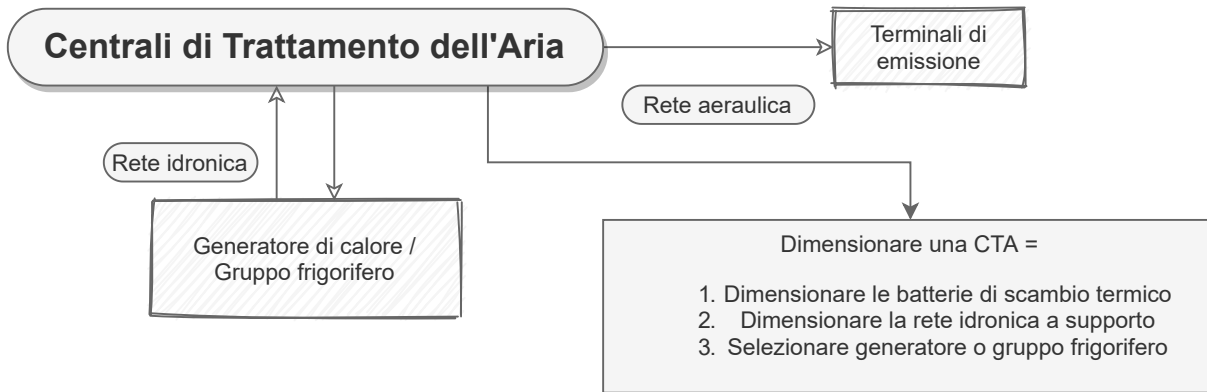 Centrali di Trattamento dell'Aria
Terminali di
emissione
Rete aeraulica
Rete idronica
Generatore di calore /
Gruppo frigorifero
Dimensionare una CTA =
1. Dimensionare le batterie di scambio termico
2. Dimensionare la rete idronica a supporto
3. Selezionare generatore o gruppo frigorifero